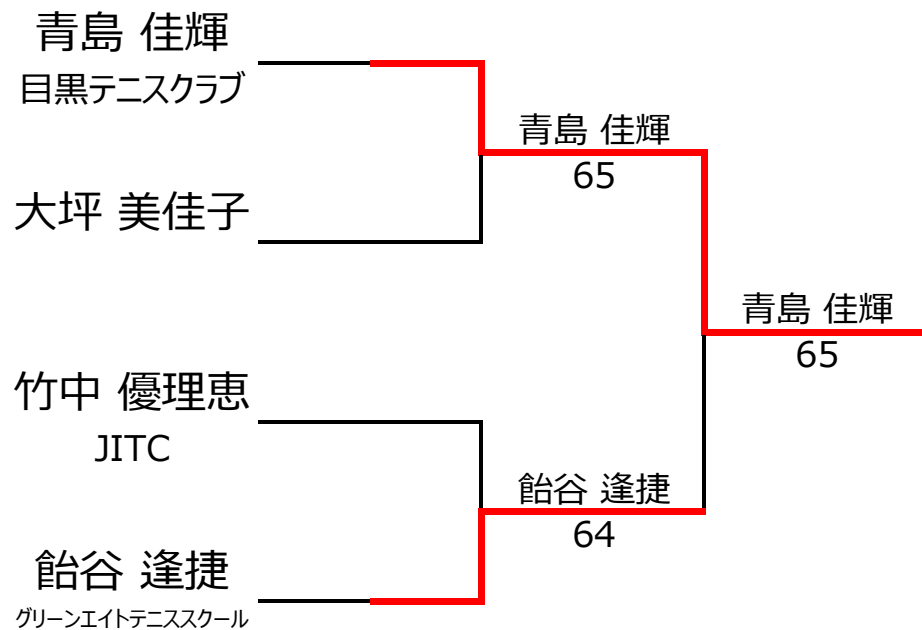 青島 佳輝
目黒テニスクラブ
大坪 美佳子
竹中 優理恵
JITC
飴谷 逢捷
グリーンエイトテニススクール
青島 佳輝
65
飴谷 逢捷
64
青島 佳輝
65